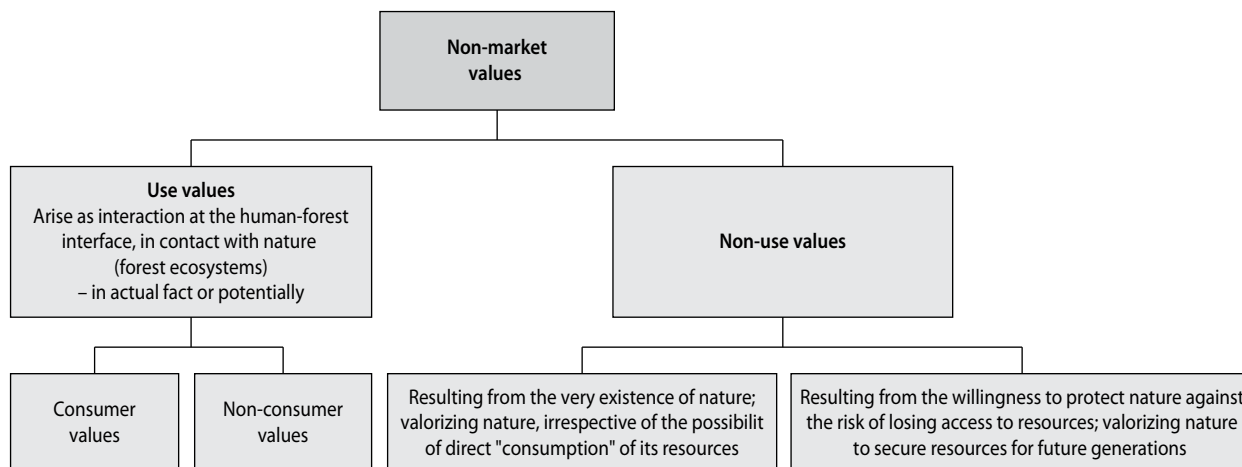 Non-market
values
Use values
Arise as interaction at the human-forest
interface, in contact with nature
(forest ecosystems)
– in actual fact or potentially
Non-use values
Consumer
values
Non-consumer
values
Resulting from the very existence of nature;
valorizing nature, irrespective of the possibilit
of direct "consumption" of its resources
Resulting from the willingness to protect nature against
the risk of losing access to resources; valorizing nature
to secure resources for future generations